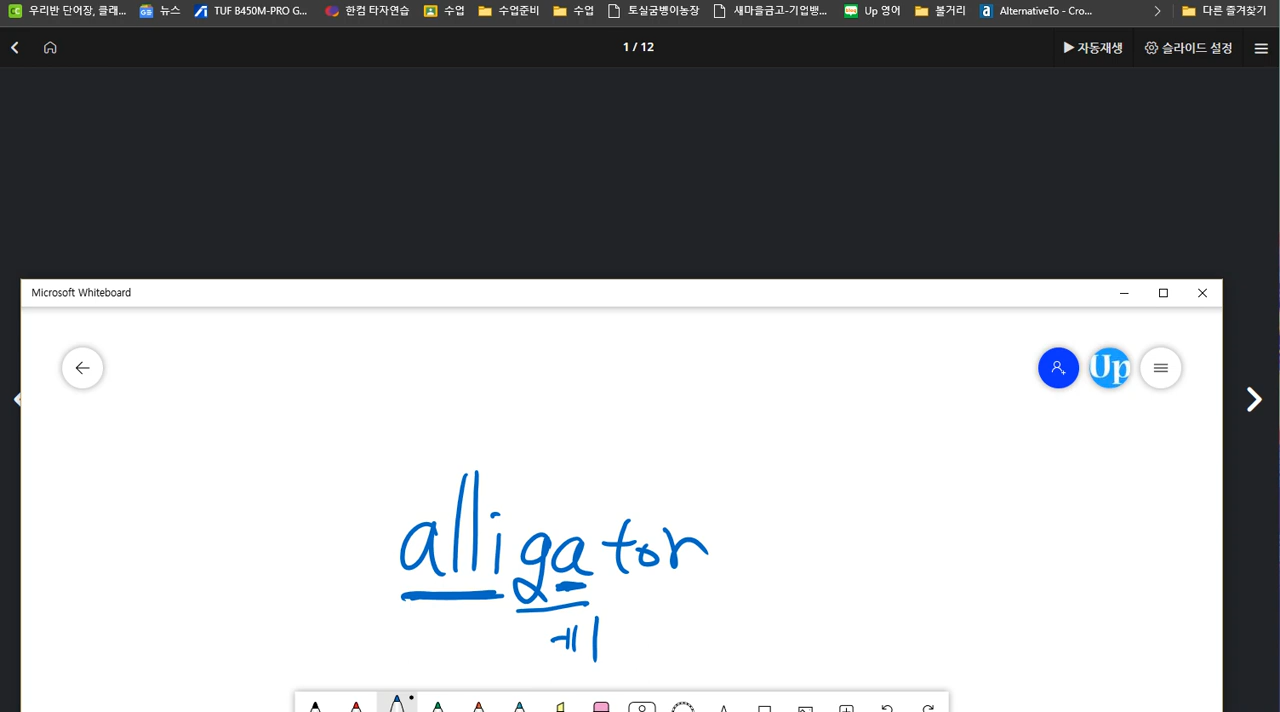 우리반 단어장, 클래... 뉴스 TUF B450M-PRO G... 한컴 타자연습 수업 수업준비 수업 토실굼벵이농장 새마을금고-기업뱅... Up 영어 볼거리 AlternativeTo - Cro... 다른 즐겨찾기
1 / 12 자동재생 슬라이드 설정
Microsoft Whiteboard
Up
alligator
ㅔㅣ